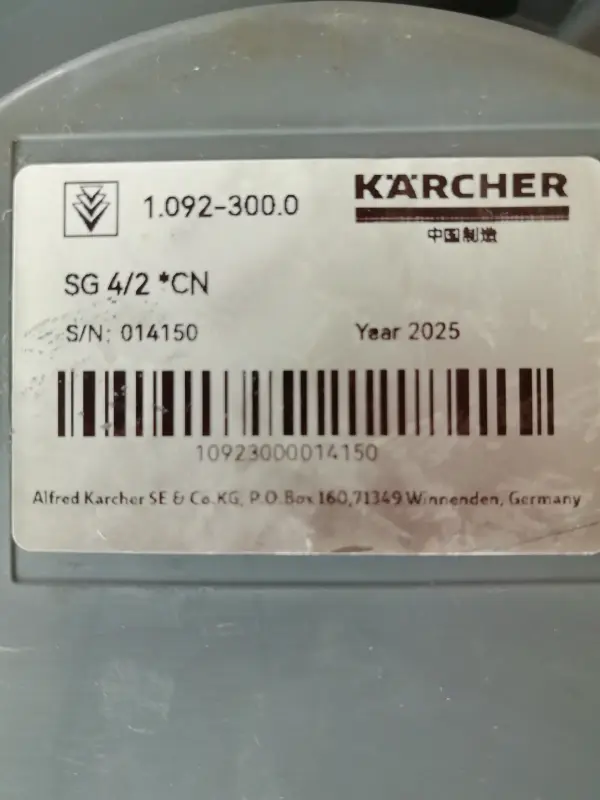 1.092-300.0
KÄRCHER
中国制造
SG 4/2 *CN
S/N: 014150
Year 2025
10923000014150
Alfred Karcher SE & Co. KG, P.O. Box 160,71349 Winnenden, Germany